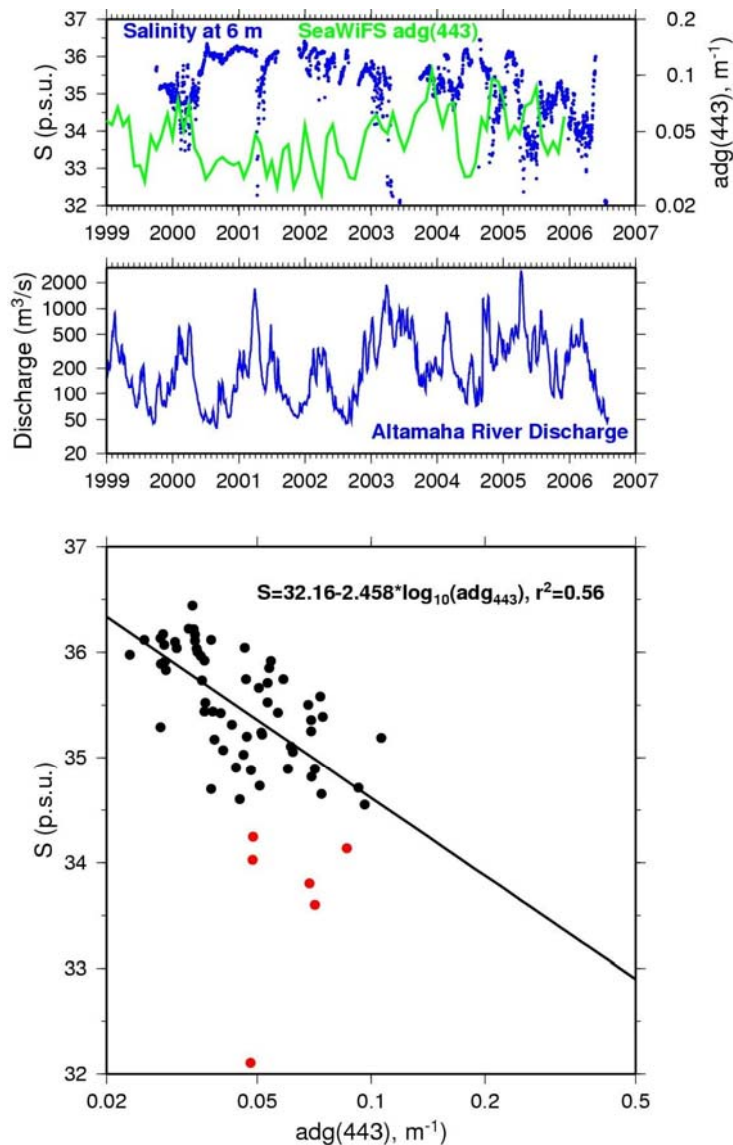 Salinity at 6 m SeaWiFS adg(443)
S (p.s.u.)
37
36
35
34
33
32
0.2
0.1
0.05
0.02
adg(443), m-1
1999 2000 2001 2002 2003 2004 2005 2006 2007
Discharge (m3/s)
2000
1000
500
200
100
50
20
Altamaha River Discharge
1999 2000 2001 2002 2003 2004 2005 2006 2007
S=32.16-2.458*log10(adg443), r2=0.56
S (p.s.u.)
37
36
35
34
33
32
0.02 0.05 0.1 0.2 0.5
adg(443), m-1)